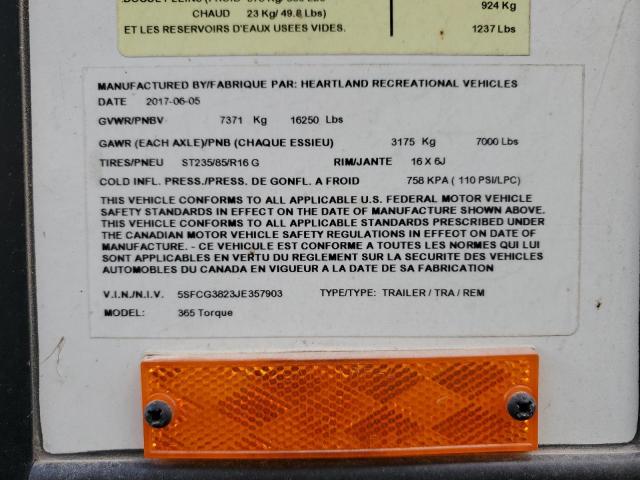 CHAUD 23 Kg/ 49.8 Lbs)
ET LES RESERVOIRS D'EAUX USEES VIDES.
924 Kg
1237 Lbs
MANUFACTURED BY/FABRIQUE PAR: HEARTLAND RECREATIONAL VEHICLES
DATE 2017-06-05
GVWR/PNBV 7371 Kg 16250 Lbs
GAWR (EACH AXLE)/PNB (CHAQUE ESSIEU) 3175 Kg 7000 Lbs
TIRES/PNEU ST235/85/R16 G RIM/JANTE 16 X 6J
COLD INFL. PRESS./PRESS. DE GONFL. A FROID 758 KPA ( 110 PSI/LPC)
THIS VEHICLE CONFORMS TO ALL APPLICABLE U.S. FEDERAL MOTOR VEHICLE
SAFETY STANDARDS IN EFFECT ON THE DATE OF MANUFACTURE SHOWN ABOVE.
THIS VEHICLE CONFORMS TO ALL APPLICABLE STANDARDS PRESCRIBED UNDER
THE CANADIAN MOTOR VEHICLE SAFETY REGULATIONS IN EFFECT ON DATE OF
MANUFACTURE. - CE VEHICULE EST CONFORME A TOUTES LES NORMES QUI LUI
SONT APPLICABLES EN VERTU DU REGLEMENT SUR LA SECURITE DES VEHICLES
AUTOMOBILES DU CANADA EN VIGUEUR A LA DATE DE SA FABRICATION
V.I.N./N.I.V. 5SFCG3823JE357903 TYPE/TYPE: TRAILER / TRA / REM
MODEL: 365 Torque